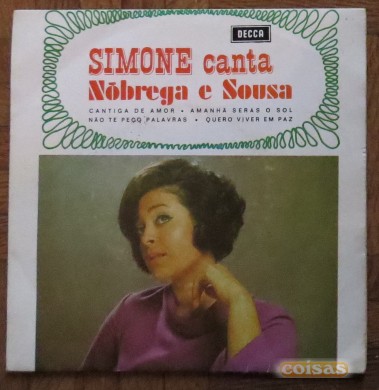 DECCA
SIMONE canta
Nóbrega e Sousa
CANTIGA DE AMOR • AMANHÃ SERAS O SOL
NÃO TE PEÇO PALAVRAS • QUERO VIVER EM PAZ
coisas